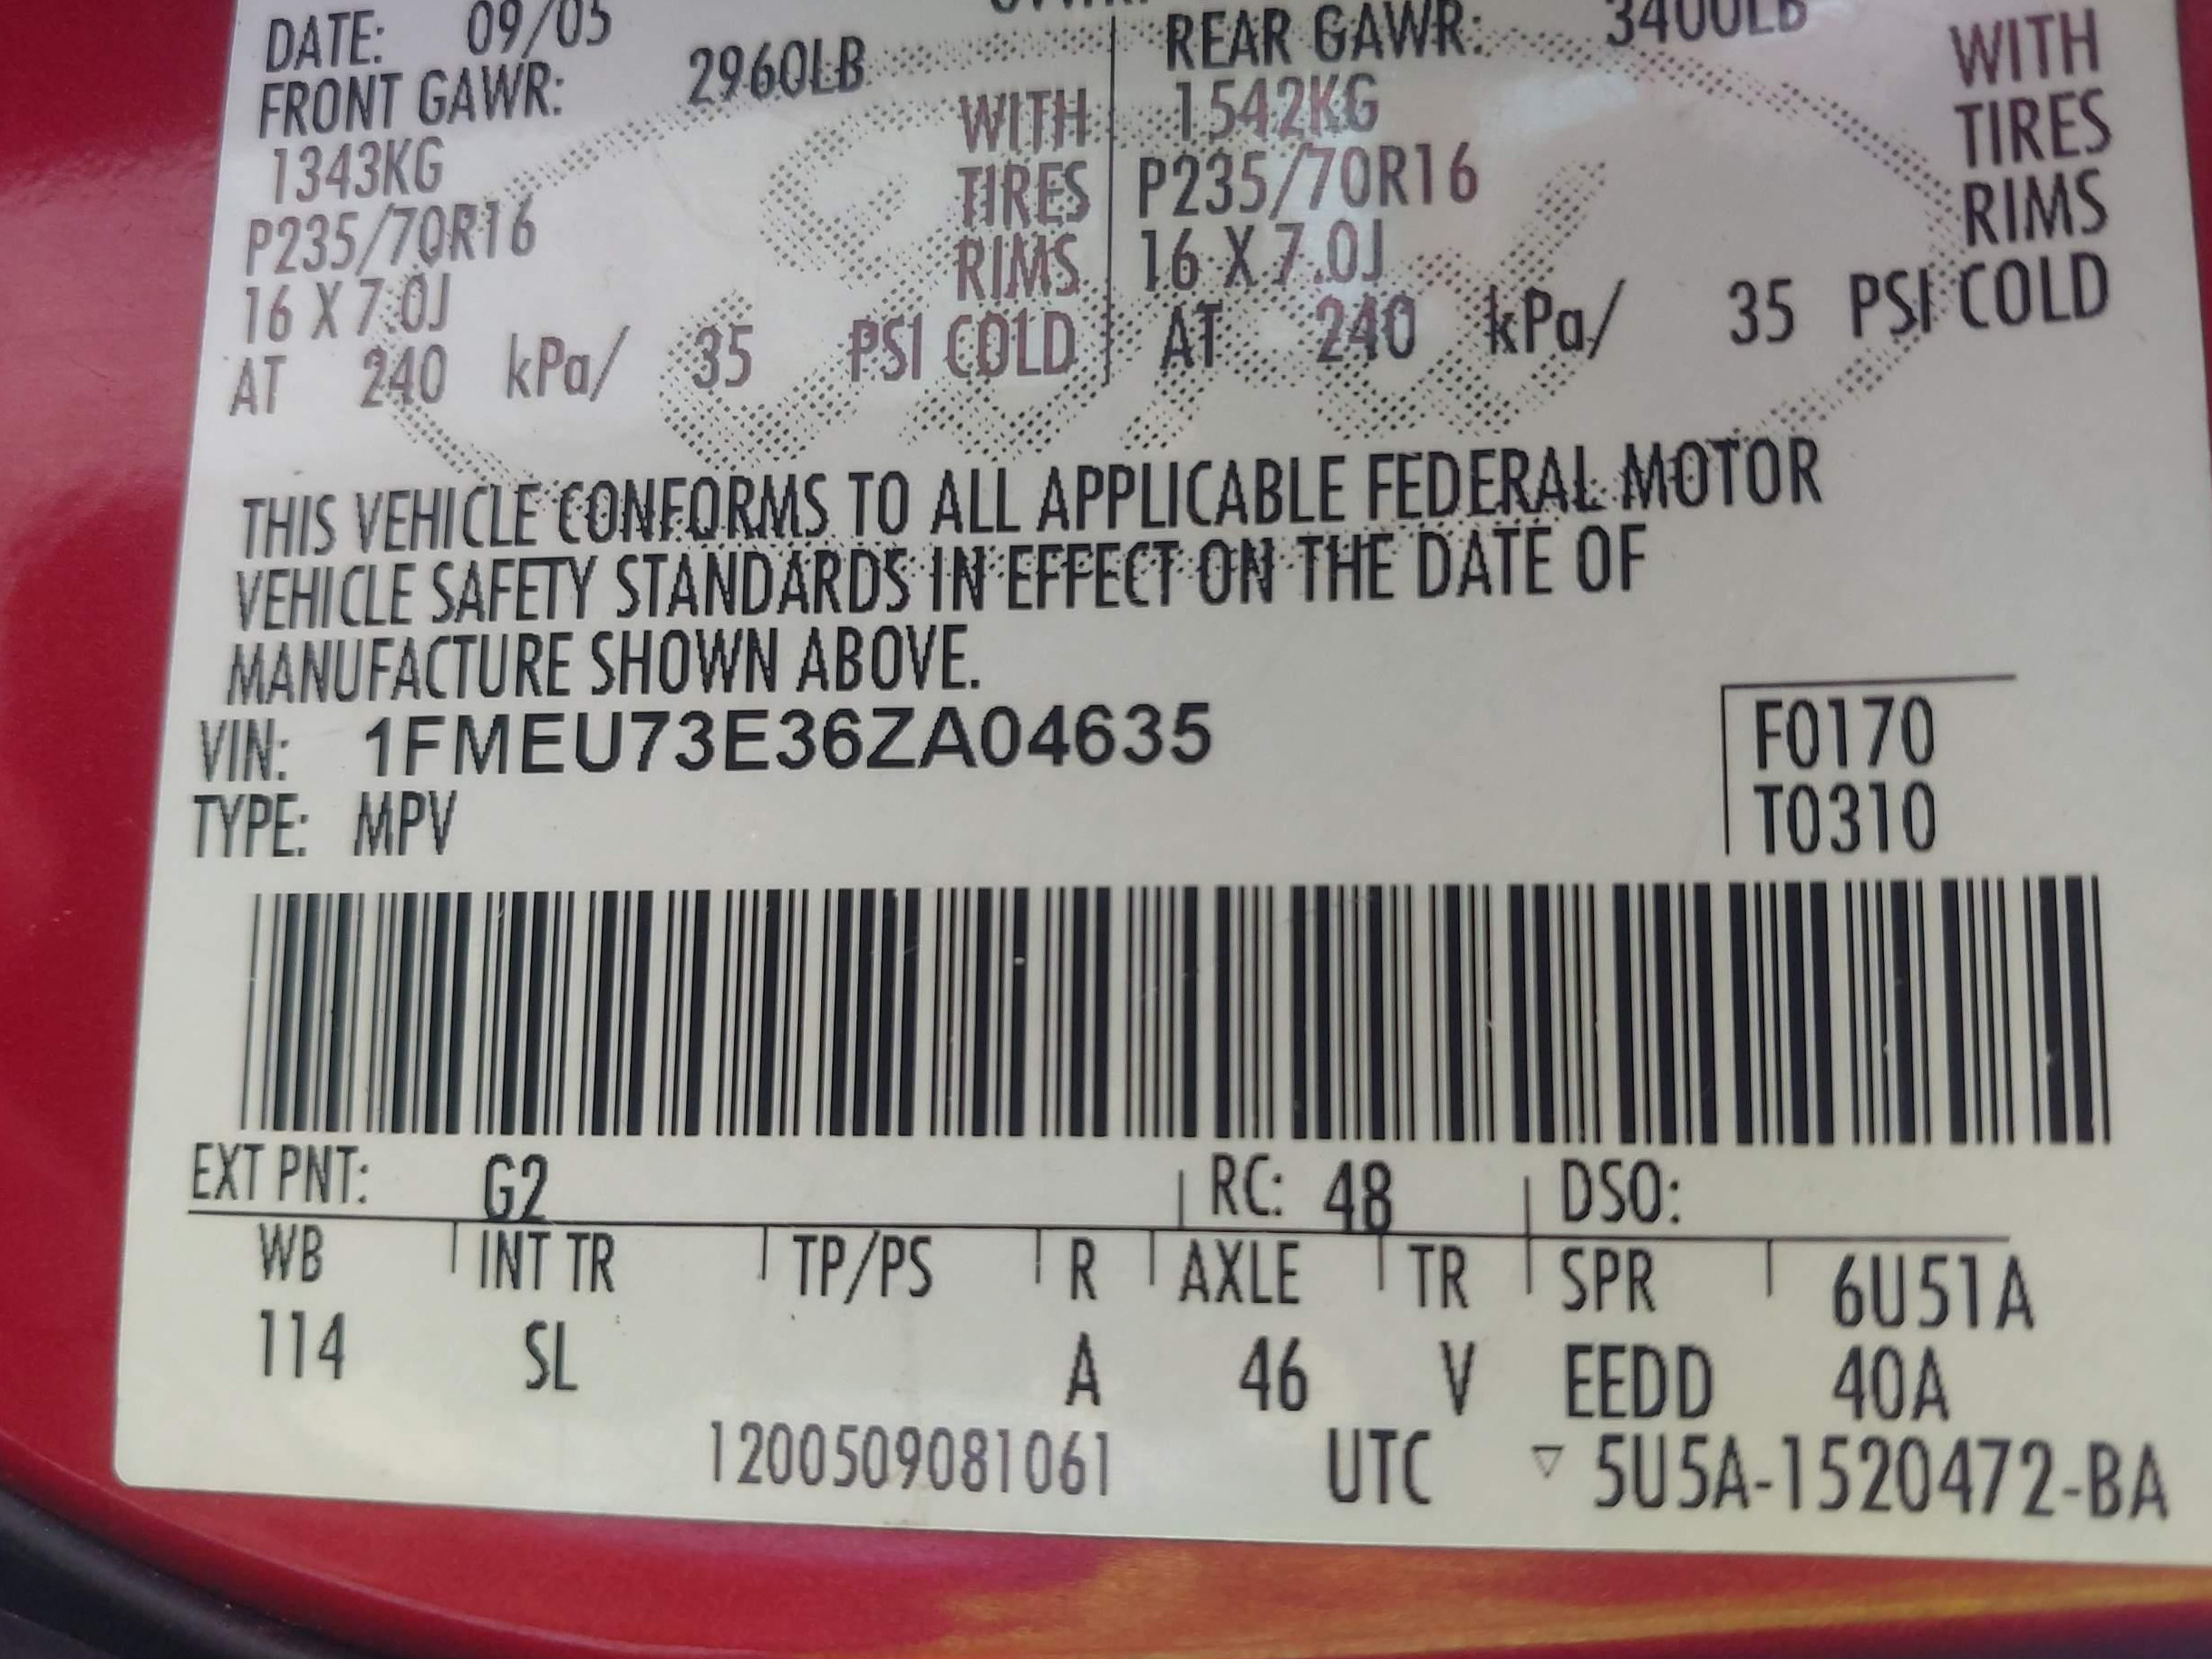 DATE: 09/05
FRONT GAWR: 2960LB
1343KG WITH
P235/70R16 TIRES
16 X 7.0J RIMS
AT 240 kPa/ 35 PSI COLD
REAR GAWR: 3400LB
1542KG WITH
P235/70R16 TIRES
16 X 7.0J RIMS
AT 240 kPa/ 35 PSI COLD
THIS VEHICLE CONFORMS TO ALL APPLICABLE FEDERAL MOTOR
VEHICLE SAFETY STANDARDS IN EFFECT ON THE DATE OF
MANUFACTURE SHOWN ABOVE.
VIN: 1FMEU73E36ZA04635
TYPE: MPV
F0170
T0310
EXT PNT: G2 RC: 48 DSO:
WB INT TR TP/PS R AXLE TR SPR 6U51A
114 SL A 46 V EEDD 40A
1200509081061 UTC ▽ 5U5A-1520472-BA